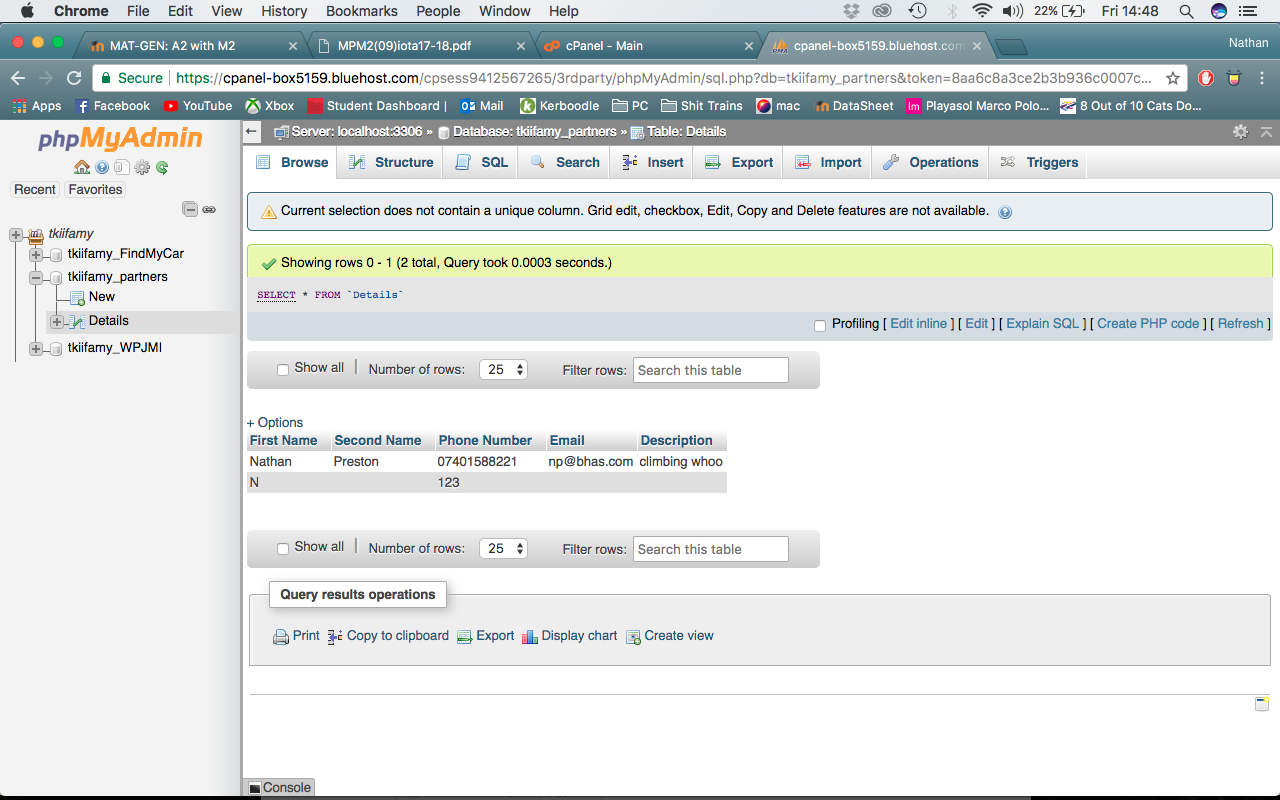 Chrome File Edit View History Bookmarks People Window Help 22% Fri 14:48
MAT-GEN: A2 with M2 MPM2(09)iota17-18.pdf cPanel - Main cpanel-box5159.bluehost.com Nathan
Secure https://cpanel-box5159.bluehost.com/cpsess9412567265/3rdparty/phpMyAdmin/sql.php?db=tkiifamy_partners&token=8aa6c8a3ce2b3b936c0007c...
Apps Facebook YouTube Xbox Student Dashboard | Mail Kerboodle PC Shit Trains mac DataSheet Playasol Marco Polo... 8 Out of 10 Cats Do...
phpMyAdmin
Recent Favorites
tkiifamy
tkiifamy_FindMyCar
tkiifamy_partners
New
Details
tkiifamy_WPJMI
Server: localhost:3306 » Database: tkiifamy_partners » Table: Details
Browse Structure SQL Search Insert Export Import Operations Triggers
Current selection does not contain a unique column. Grid edit, checkbox, Edit, Copy and Delete features are not available.
Showing rows 0 - 1 (2 total, Query took 0.0003 seconds.)
SELECT * FROM `Details`
Profiling [ Edit inline ] [ Edit ] [ Explain SQL ] [ Create PHP code ] [ Refresh ]
Show all | Number of rows: 25 Filter rows: Search this table
+ Options
First Name Second Name Phone Number Email Description
Nathan Preston 07401588221 np@bhas.com climbing whoo
N 123
Show all | Number of rows: 25 Filter rows: Search this table
Query results operations
Print Copy to clipboard Export Display chart Create view
Console